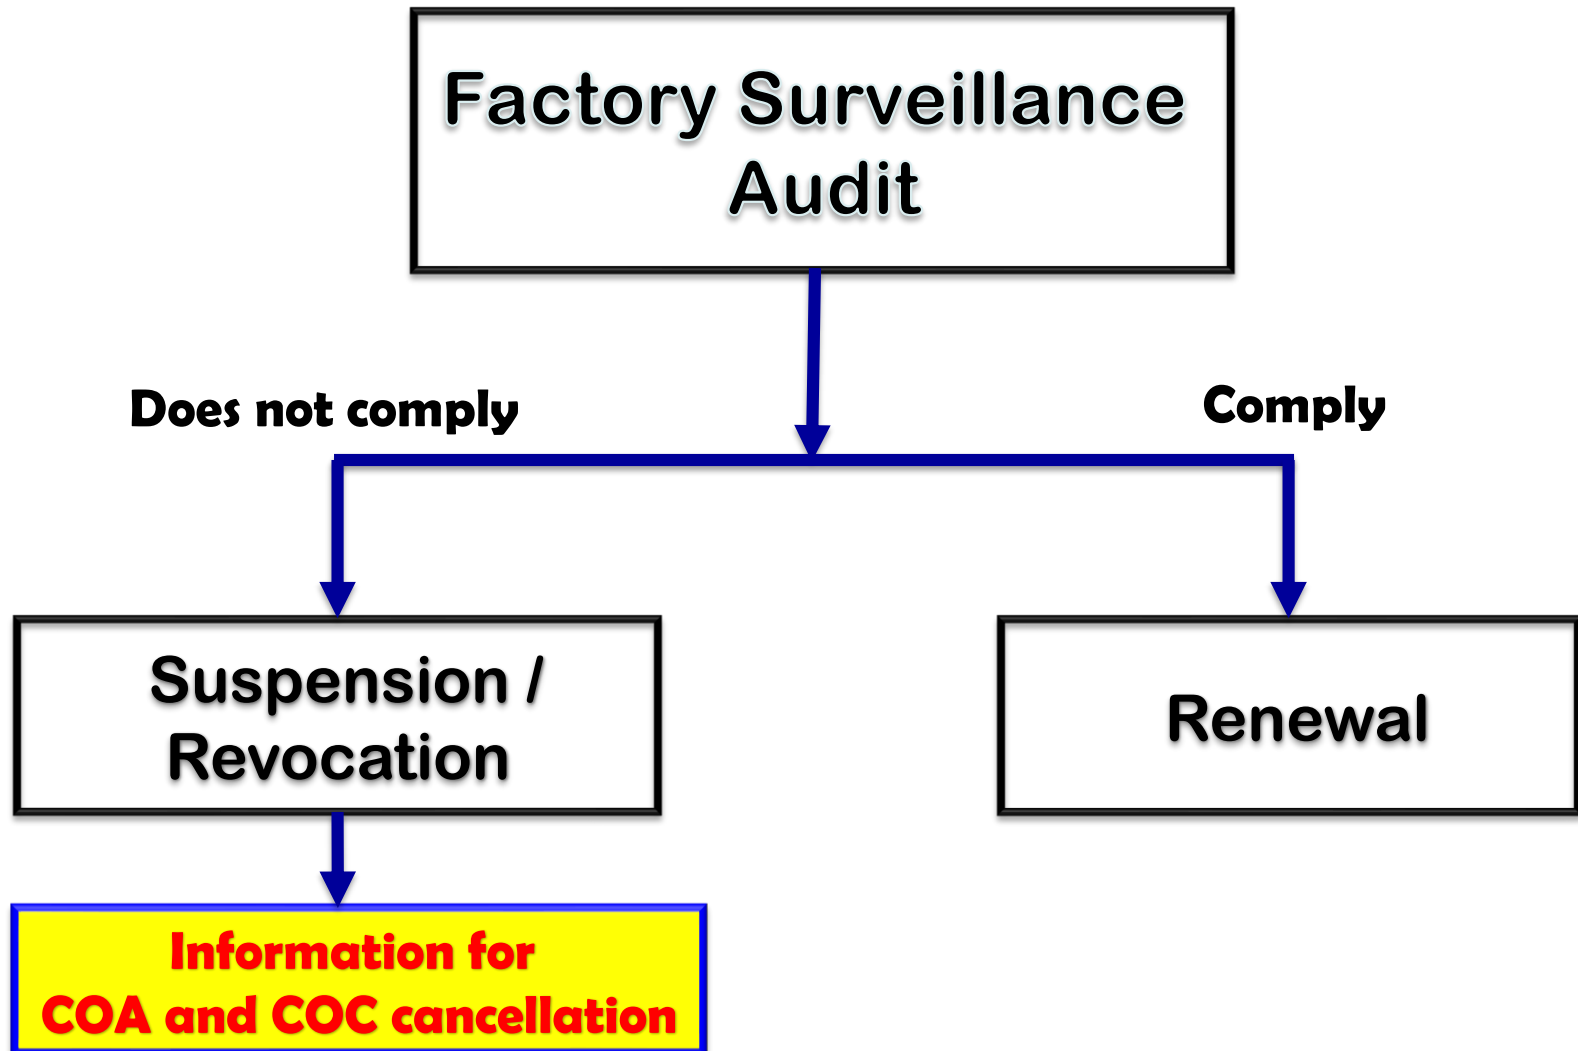 Factory Surveillance
Audit
Does not comply
Comply
Suspension /
Revocation
Renewal
Information for
COA and COC cancellation